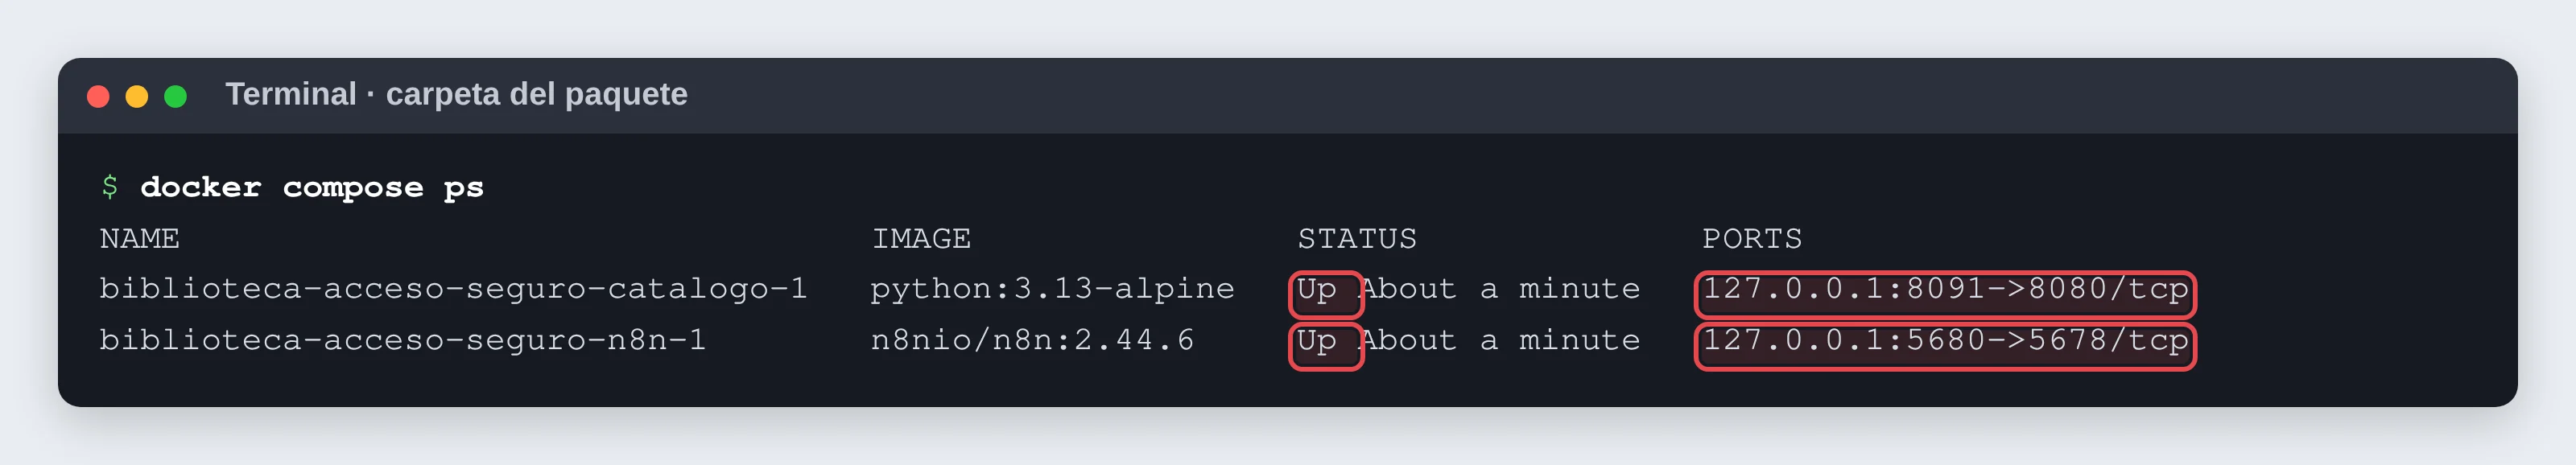 Terminal · carpeta del paquete
$ docker compose ps
NAME IMAGE STATUS PORTS
biblioteca-acceso-seguro-catalogo-1 python:3.13-alpine Up About a minute 127.0.0.1:8091->8080/tcp
biblioteca-acceso-seguro-n8n-1 n8nio/n8n:2.44.6 Up About a minute 127.0.0.1:5680->5678/tcp